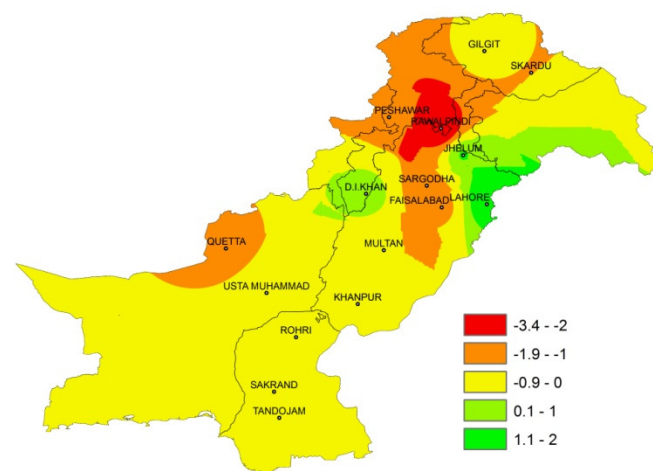 GILGIT
SKARDU
PESHAWAR
RAWALPINDI
JHELUM
SARGODHA
D.I.KHAN
LAHORE
FAISALABAD
QUETTA
MULTAN
USTA MUHAMMAD
KHANPUR
ROHRI
SAKRAND
TANDOJAM
-3.4 - -2
-1.9 - -1
-0.9 - 0
0.1 - 1
1.1 - 2